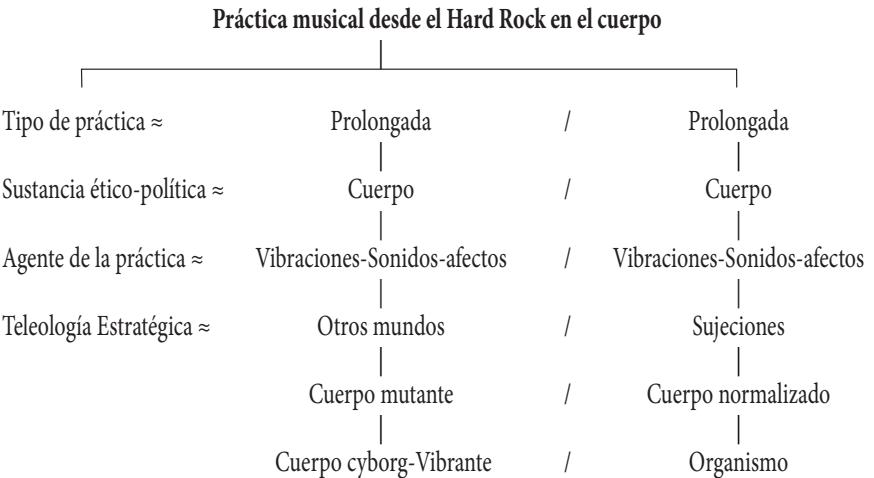 Práctica musical desde el Hard Rock en el cuerpo
Tipo de práctica ≈ Prolongada / Prolongada
Sustancia ético-política ≈ Cuerpo / Cuerpo
Agente de la práctica ≈ Vibraciones-Sonidos-afectos / Vibraciones-Sonidos-afectos
Teleología Estratégica ≈ Otros mundos / Sujeciones
Cuerpo mutante / Cuerpo normalizado
Cuerpo cyborg-Vibrante / Organismo